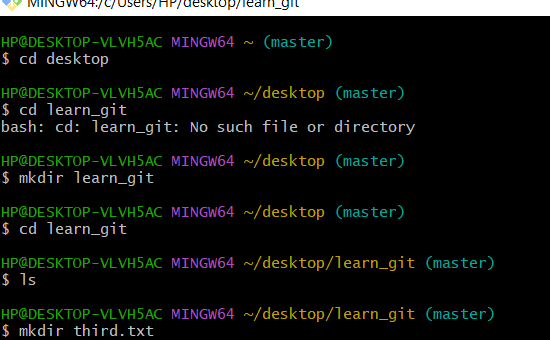 MINGW64:/c/Users/HP/desktop/learn_git
HP@DESKTOP-VLVH5AC MINGW64 ~ (master)
$ cd desktop
HP@DESKTOP-VLVH5AC MINGW64 ~/desktop (master)
$ cd learn_git
bash: cd: learn_git: No such file or directory
HP@DESKTOP-VLVH5AC MINGW64 ~/desktop (master)
$ mkdir learn_git
HP@DESKTOP-VLVH5AC MINGW64 ~/desktop (master)
$ cd learn_git
HP@DESKTOP-VLVH5AC MINGW64 ~/desktop/learn_git (master)
$ ls
HP@DESKTOP-VLVH5AC MINGW64 ~/desktop/learn_git (master)
$ mkdir third.txt